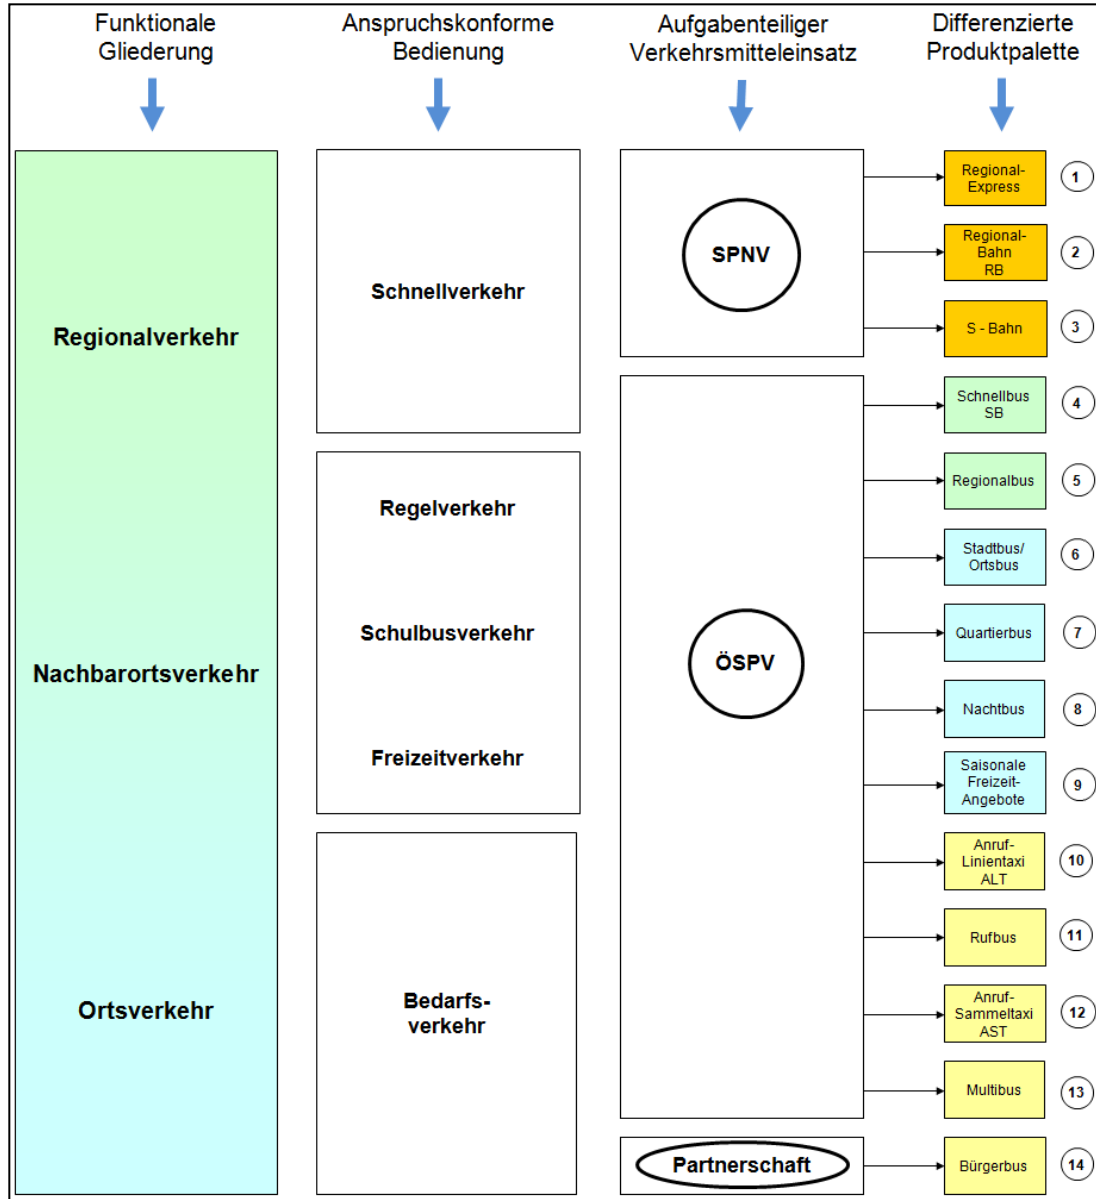 Funktionale
Gliederung
Anspruchskonforme
Bedienung
Aufgabenteiliger
Verkehrsmitteleinsatz
Differenzierte
Produktpalette
Regionalverkehr
Nachbarortsverkehr
Ortsverkehr
Schnellverkehr
Regelverkehr
Schulbusverkehr
Freizeitverkehr
Bedarfs-
verkehr
SPNV
ÖSPV
Partnerschaft
Regional-
Express
1
Regional-
Bahn
RB
2
S - Bahn
3
Schnellbus
SB
4
Regionalbus
5
Stadtbus/
Ortsbus
6
Quartierbus
7
Nachtbus
8
Saisonale
Freizeit-
Angebote
9
Anruf-
Linientaxi
ALT
10
Rufbus
11
Anruf-
Sammeltaxi
AST
12
Multibus
13
Bürgerbus
14